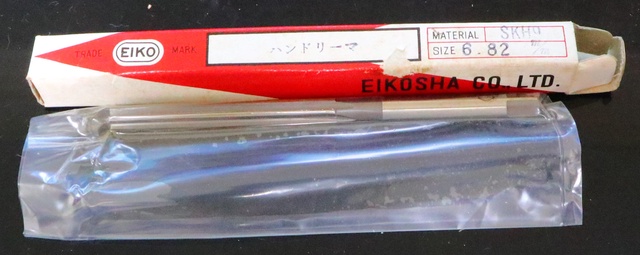 TRADE EIKO MARK
ハンドリーマ
MATERIAL SKH9
SIZE 6.82 m/m
EIKOSHA CO., LTD.